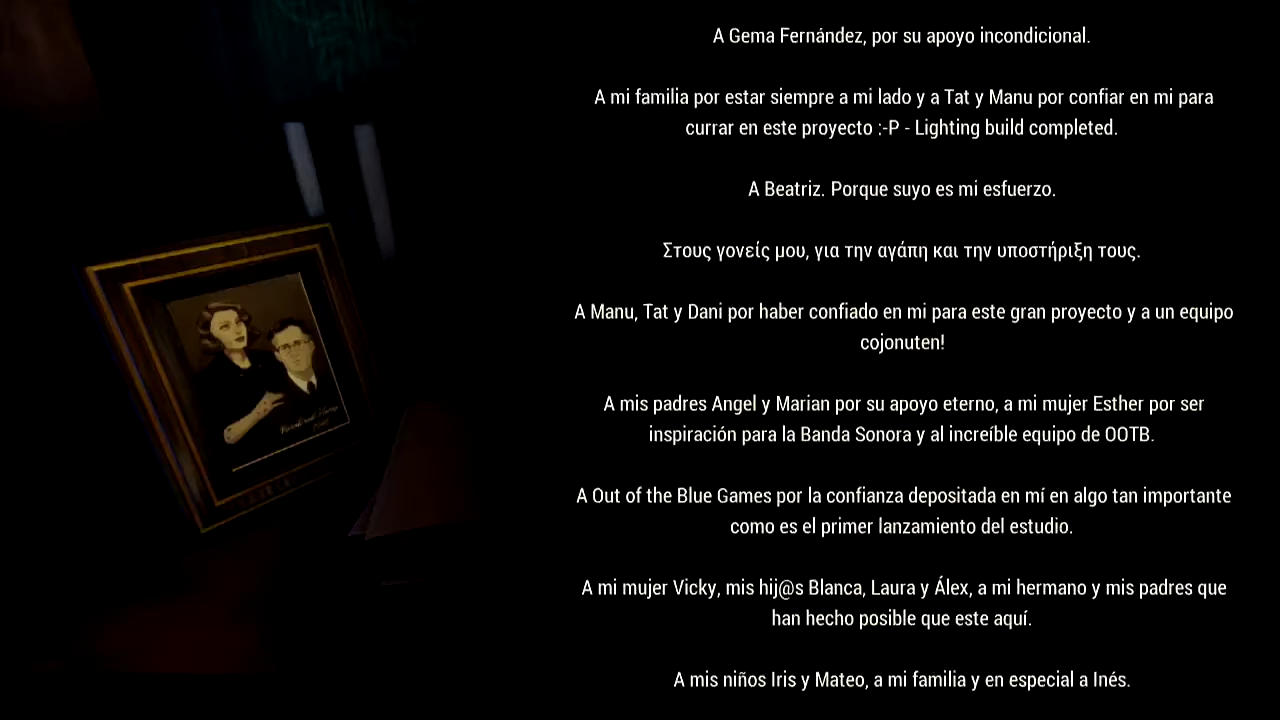 A Gema Fernández, por su apoyo incondicional.
A mi familia por estar siempre a mi lado y a Tat y Manu por confiar en mi para
currar en este proyecto :-P - Lighting build completed.
A Beatriz. Porque suyo es mi esfuerzo.
Στους γονείς μου, για την αγάπη και την υποστήριξη τους.
A Manu, Tat y Dani por haber confiado en mi para este gran proyecto y a un equipo
cojonuten!
A mis padres Angel y Marian por su apoyo eterno, a mi mujer Esther por ser
inspiración para la Banda Sonora y al increíble equipo de OOTB.
A Out of the Blue Games por la confianza depositada en mí en algo tan importante
como es el primer lanzamiento del estudio.
A mi mujer Vicky, mis hij@s Blanca, Laura y Álex, a mi hermano y mis padres que
han hecho posible que este aquí.
A mis niños Iris y Mateo, a mi familia y en especial a Inés.